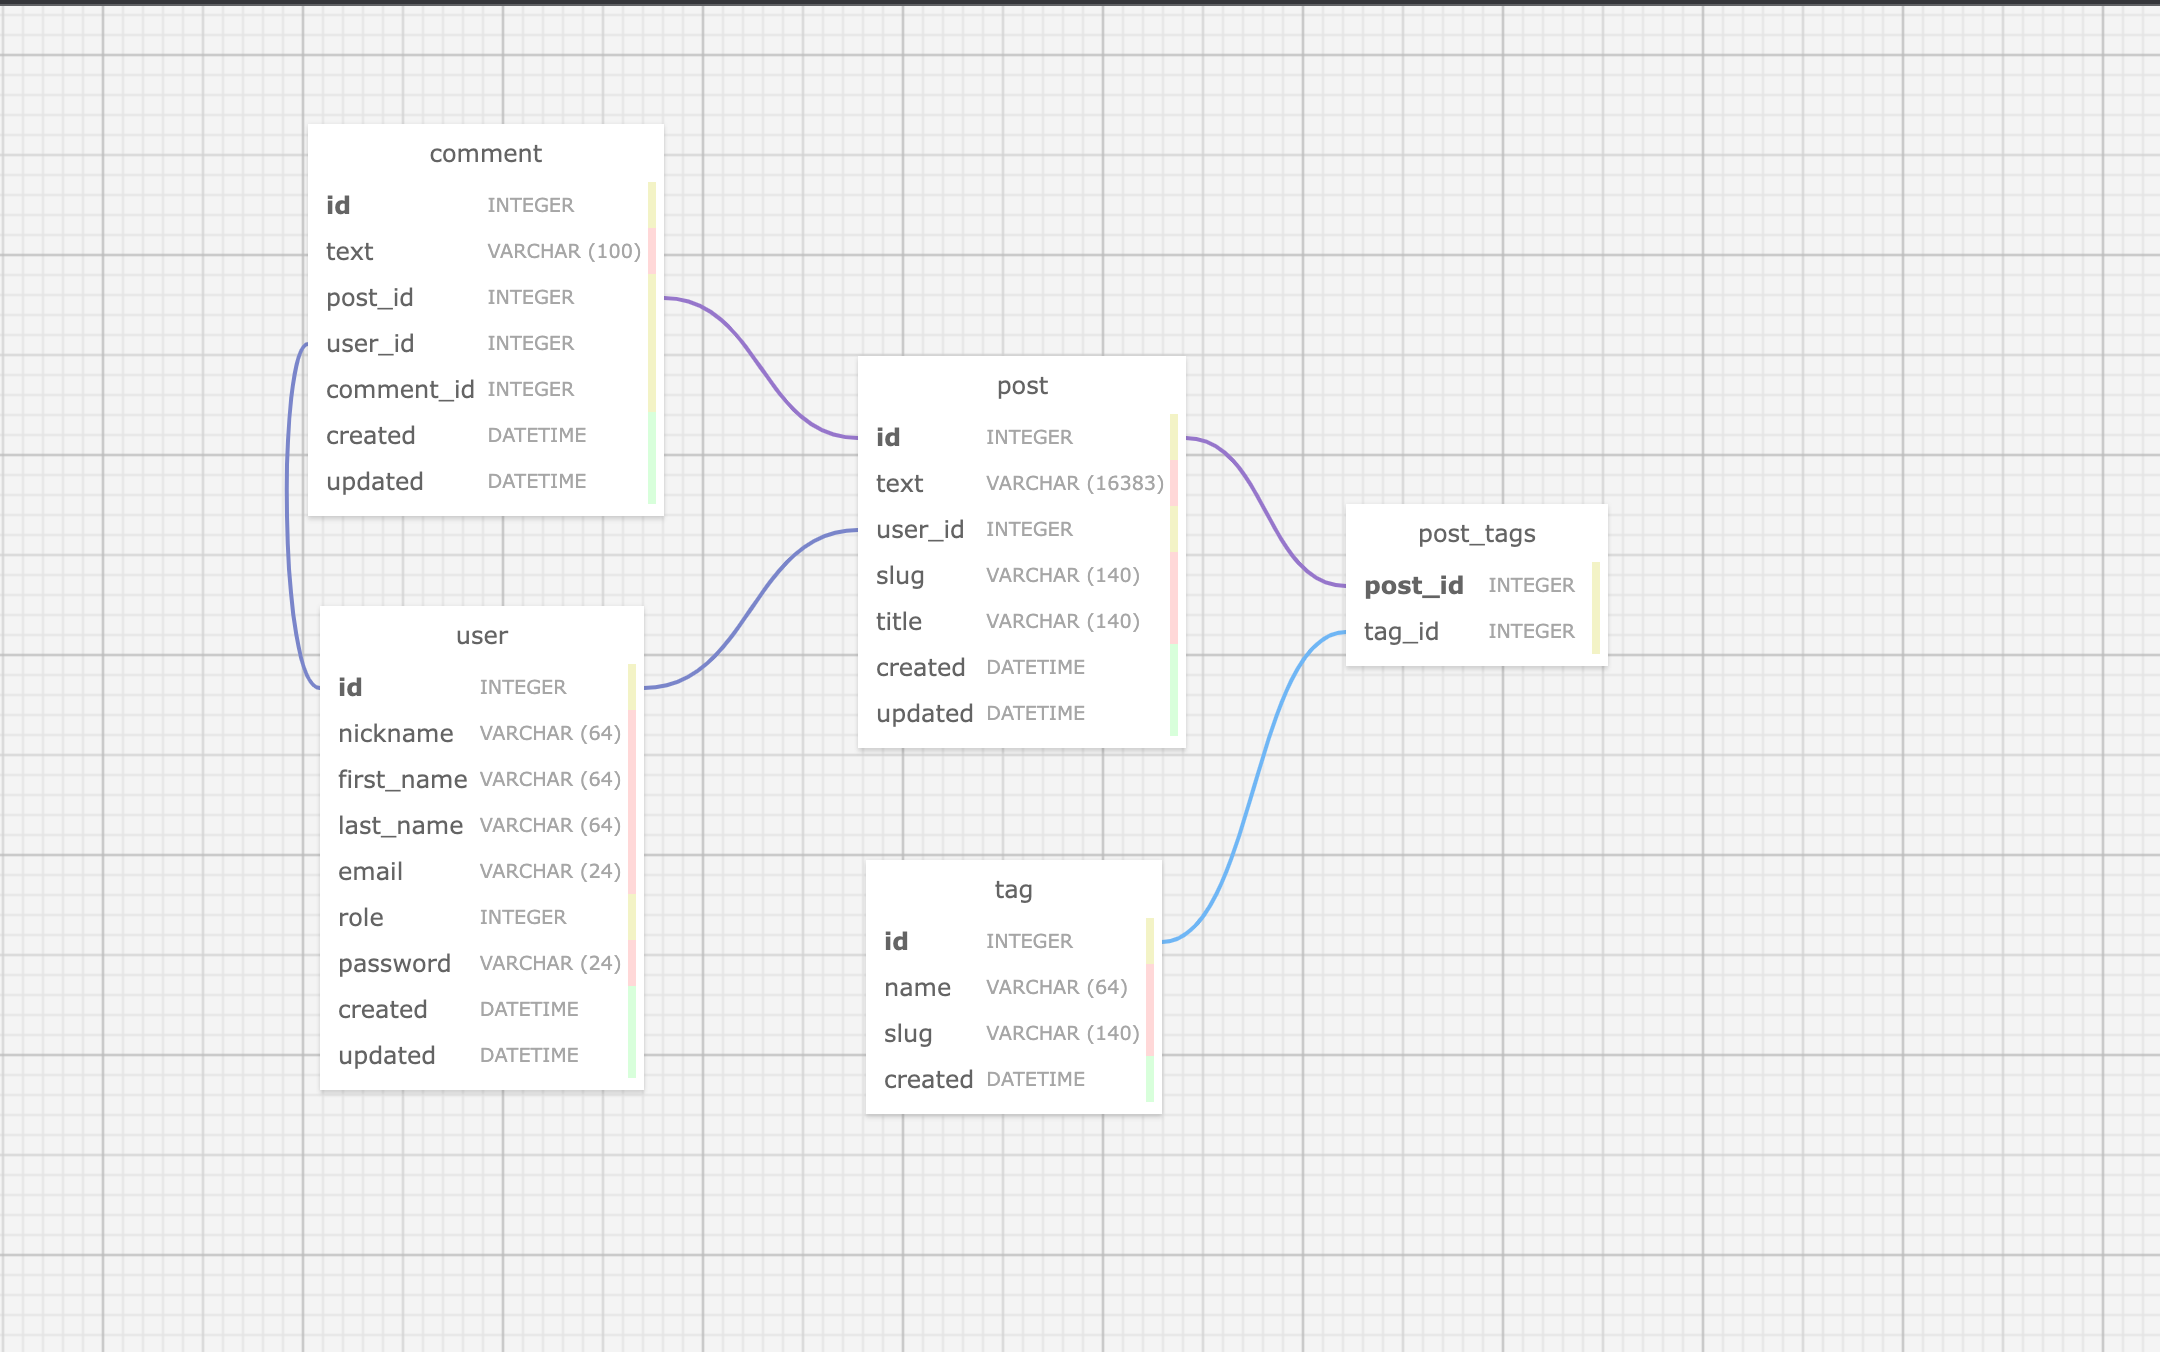 comment
id INTEGER
text VARCHAR (100)
post_id INTEGER
user_id INTEGER
comment_id INTEGER
created DATETIME
updated DATETIME
user
id INTEGER
nickname VARCHAR (64)
first_name VARCHAR (64)
last_name VARCHAR (64)
email VARCHAR (24)
role INTEGER
password VARCHAR (24)
created DATETIME
updated DATETIME
post
id INTEGER
text VARCHAR (16383)
user_id INTEGER
slug VARCHAR (140)
title VARCHAR (140)
created DATETIME
updated DATETIME
tag
id INTEGER
name VARCHAR (64)
slug VARCHAR (140)
created DATETIME
post_tags
post_id INTEGER
tag_id INTEGER